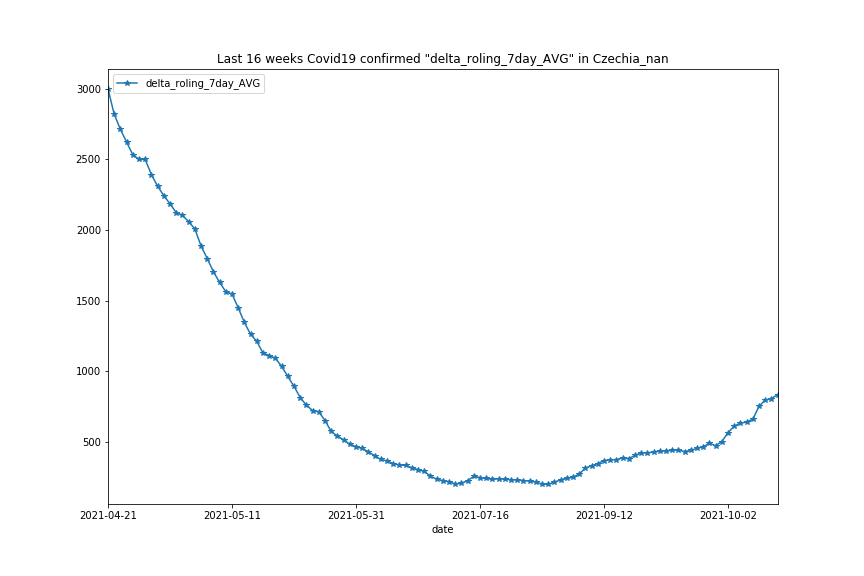 Last 16 weeks Covid19 confirmed "delta_roling_7day_AVG" in Czechia_nan
delta_roling_7day_AVG
3000
2500
2000
1500
1000
500
2021-04-21 2021-05-11 2021-05-31 2021-07-16 2021-09-12 2021-10-02
date